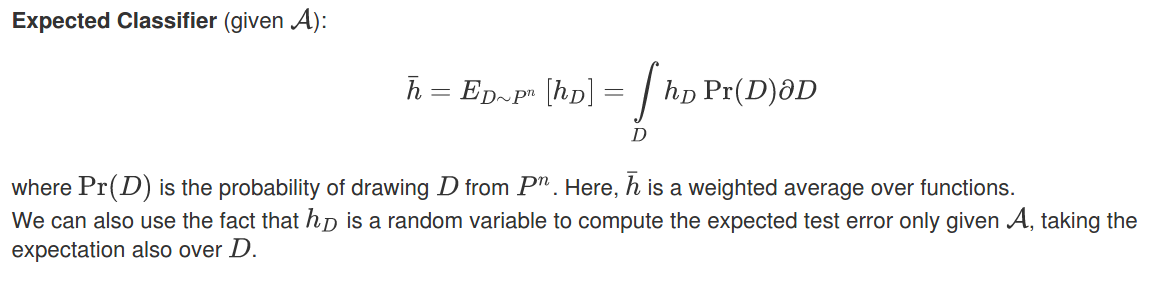 Expected Classifier (given 𝒜):
h̄ = E_{D∼Pⁿ} [h_D] = ∫_D h_D Pr(D)∂D
where Pr(D) is the probability of drawing D from Pⁿ. Here, h̄ is a weighted average over functions.
We can also use the fact that h_D is a random variable to compute the expected test error only given 𝒜, taking the
expectation also over D.